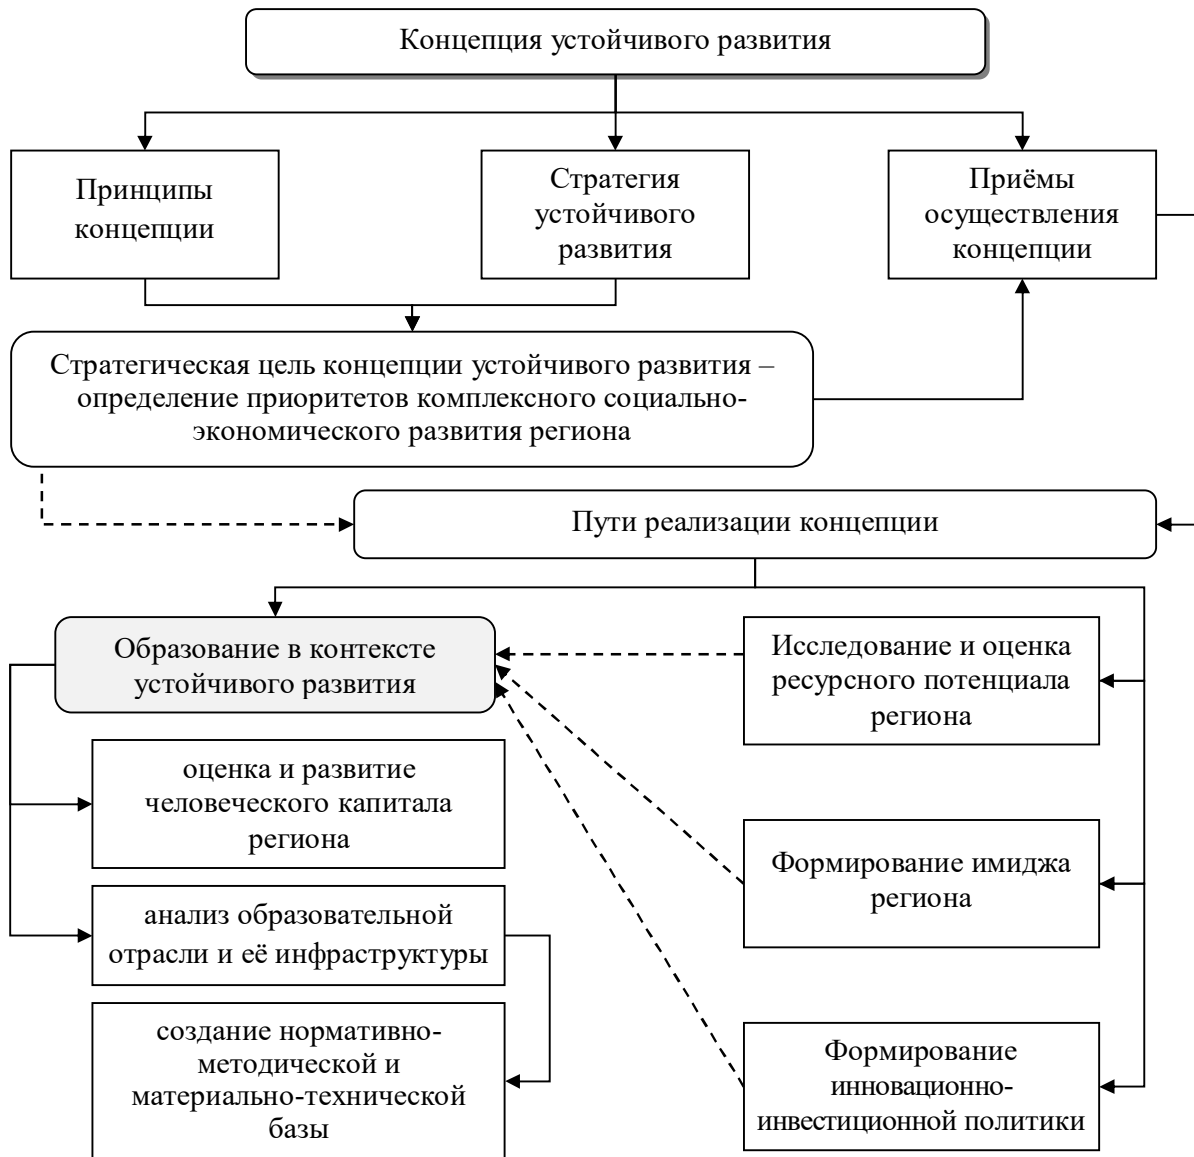 Концепция устойчивого развития
Принципы
концепции
Стратегия
устойчивого
развития
Приёмы
осуществления
концепции
Стратегическая цель концепции устойчивого развития –
определение приоритетов комплексного социально-
экономического развития региона
Пути реализации концепции
Образование в контексте
устойчивого развития
оценка и развитие
человеческого капитала
региона
анализ образовательной
отрасли и её инфраструктуры
создание нормативно-
методической и
материально-технической
базы
Исследование и оценка
ресурсного потенциала
региона
Формирование имиджа
региона
Формирование
инновационно-
инвестиционной политики